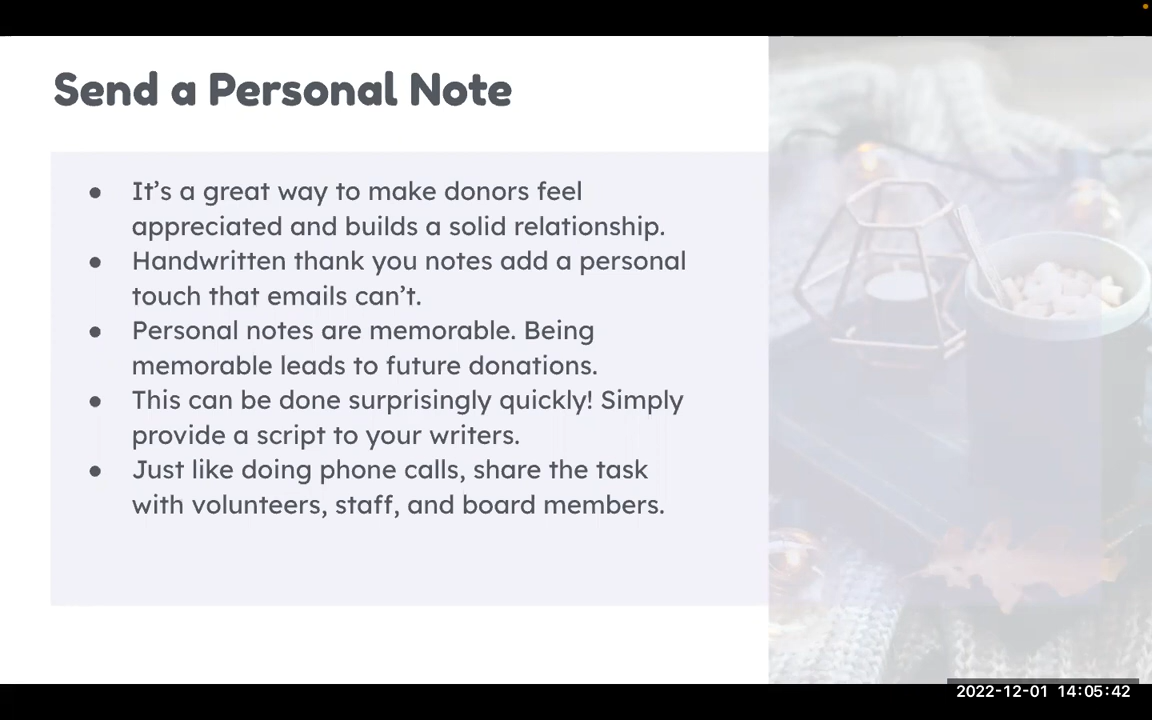 Send a Personal Note
● It’s a great way to make donors feel
appreciated and builds a solid relationship.
● Handwritten thank you notes add a personal
touch that emails can’t.
● Personal notes are memorable. Being
memorable leads to future donations.
● This can be done surprisingly quickly! Simply
provide a script to your writers.
● Just like doing phone calls, share the task
with volunteers, staff, and board members.
2022-12-01 14:05:42